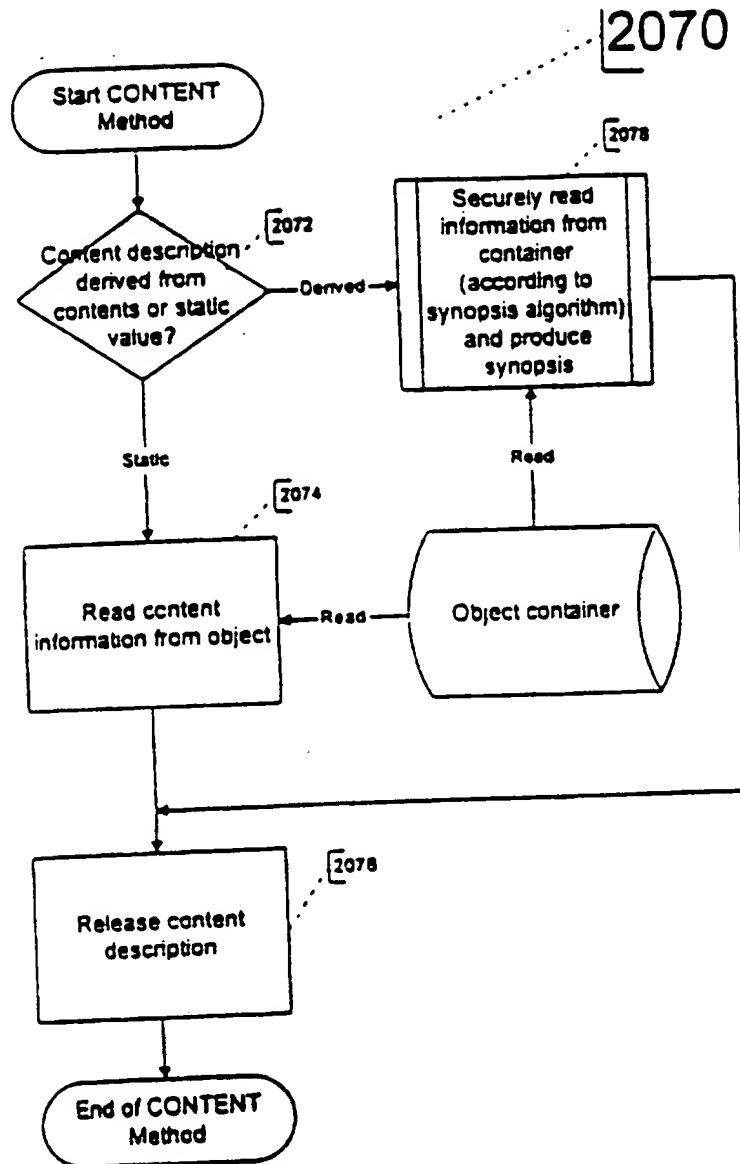 2070
Start CONTENT
Method
2078
Securely read
information from
container
(according to
synopsis algorithm)
and produce
synopsis
2072
Content description
derived from
contents or static
value?
Derived
Static
Read
2074
Read content
information from object
Read
Object container
2076
Release content
description
End of CONTENT
Method